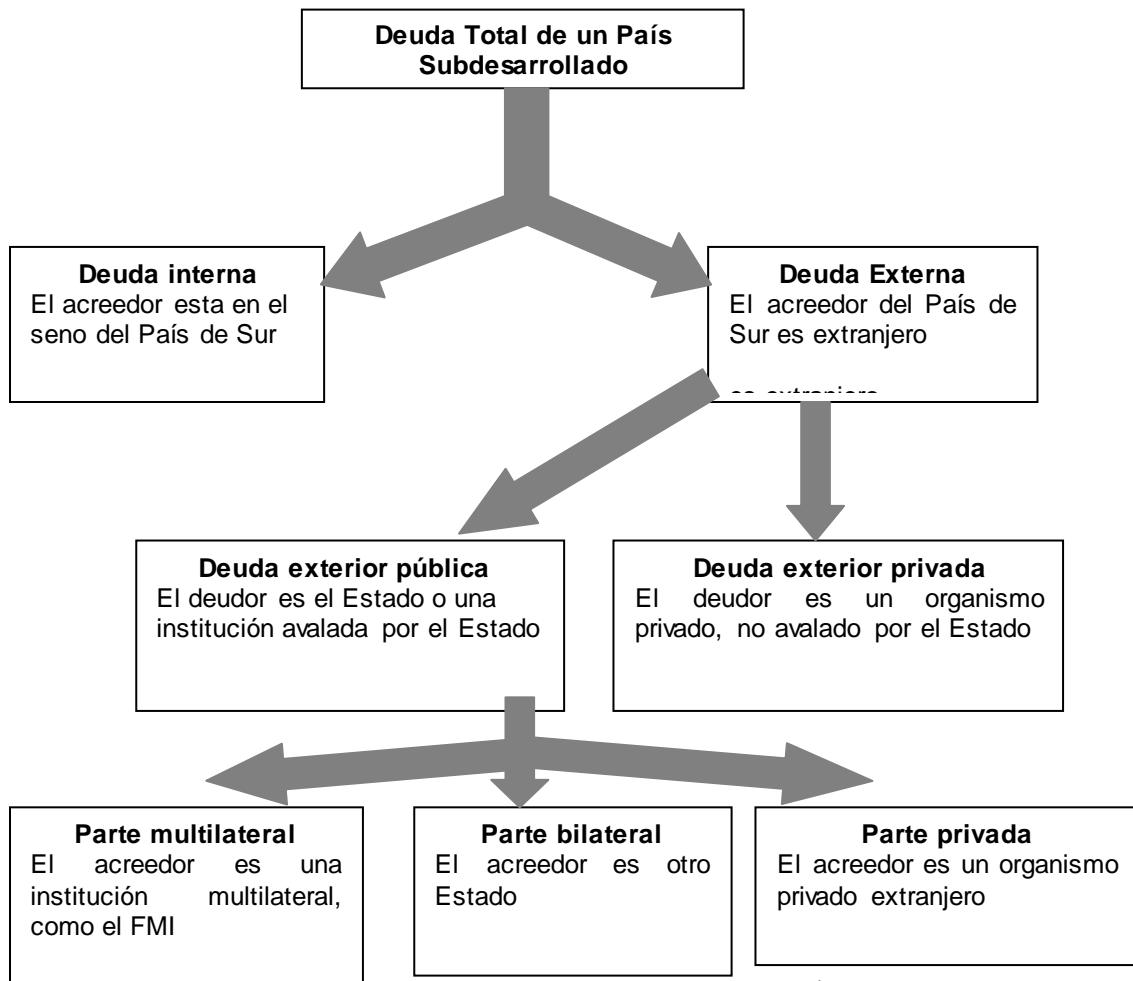 Deuda Total de un País
Subdesarrollado
Deuda interna
El acreedor esta en el
seno del País de Sur
Deuda Externa
El acreedor del País de
Sur es extranjero
es extranjero
Deuda exterior pública
El deudor es el Estado o una
institución avalada por el Estado
Deuda exterior privada
El deudor es un organismo
privado, no avalado por el Estado
Parte multilateral
El acreedor es una
institución multilateral,
como el FMI
Parte bilateral
El acreedor es otro
Estado
Parte privada
El acreedor es un organismo
privado extranjero